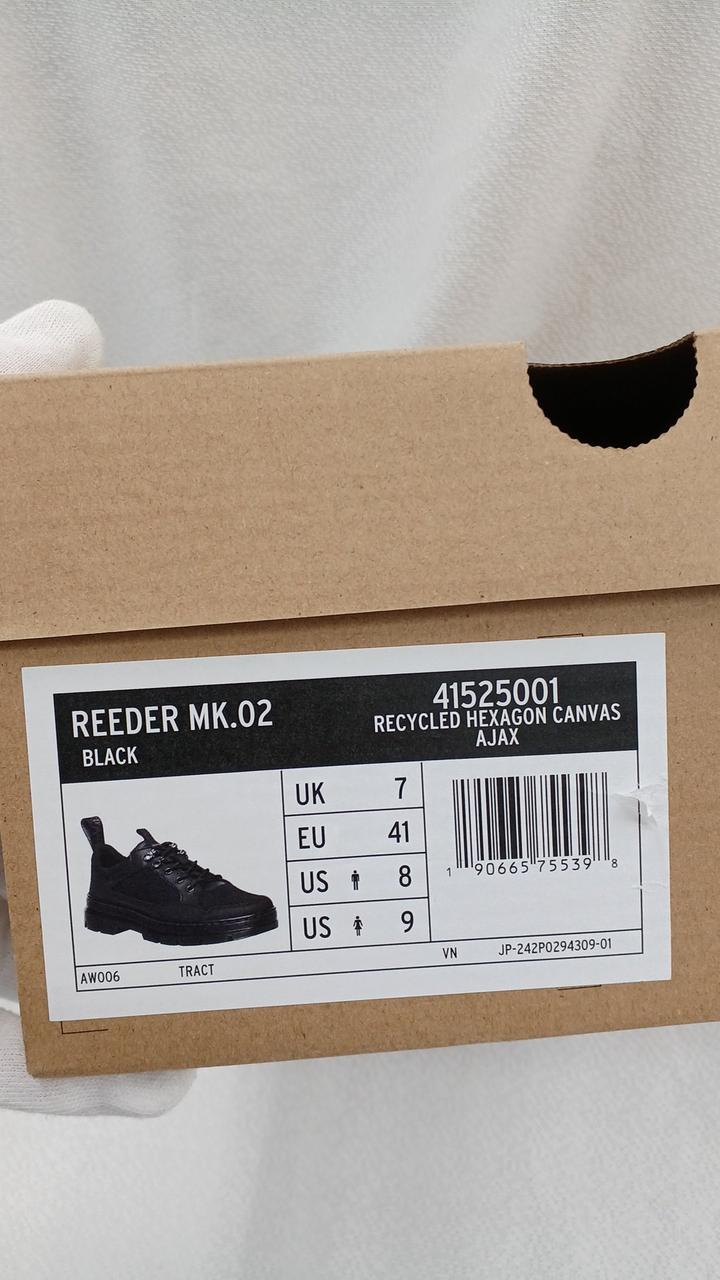 REEDER MK.02
BLACK
41525001
RECYCLED HEXAGON CANVAS
AJAX
UK 7
EU 41
US 8
US 9
1 90665 75539 8
AW006 TRACT VN JP-242P0294309-01